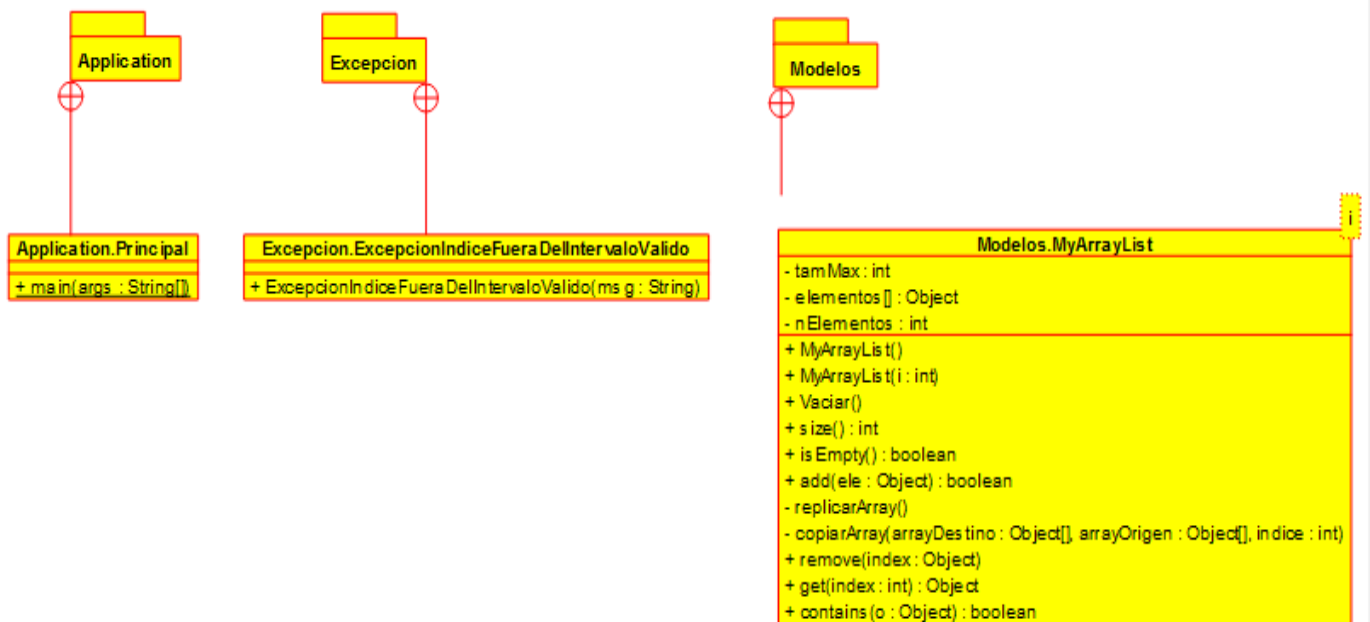 Application
Excepcion
Modelos
i
Application.Principal
+ main(args : String[])
Excepcion.ExcepcionIndiceFueraDelIntervaloValido
+ ExcepcionIndiceFueraDelIntervaloValido(msg : String)
Modelos.MyArrayList
- tamMax : int
- elementos[] : Object
- nElementos : int
+ MyArrayList()
+ MyArrayList(i : int)
+ Vaciar()
+ size() : int
+ isEmpty() : boolean
+ add(ele : Object) : boolean
- replicarArray()
- copiarArray(arrayDestino : Object[], arrayOrigen : Object[], indice : int)
+ remove(index : Object)
+ get(index : int) : Object
+ contains(o : Object) : boolean